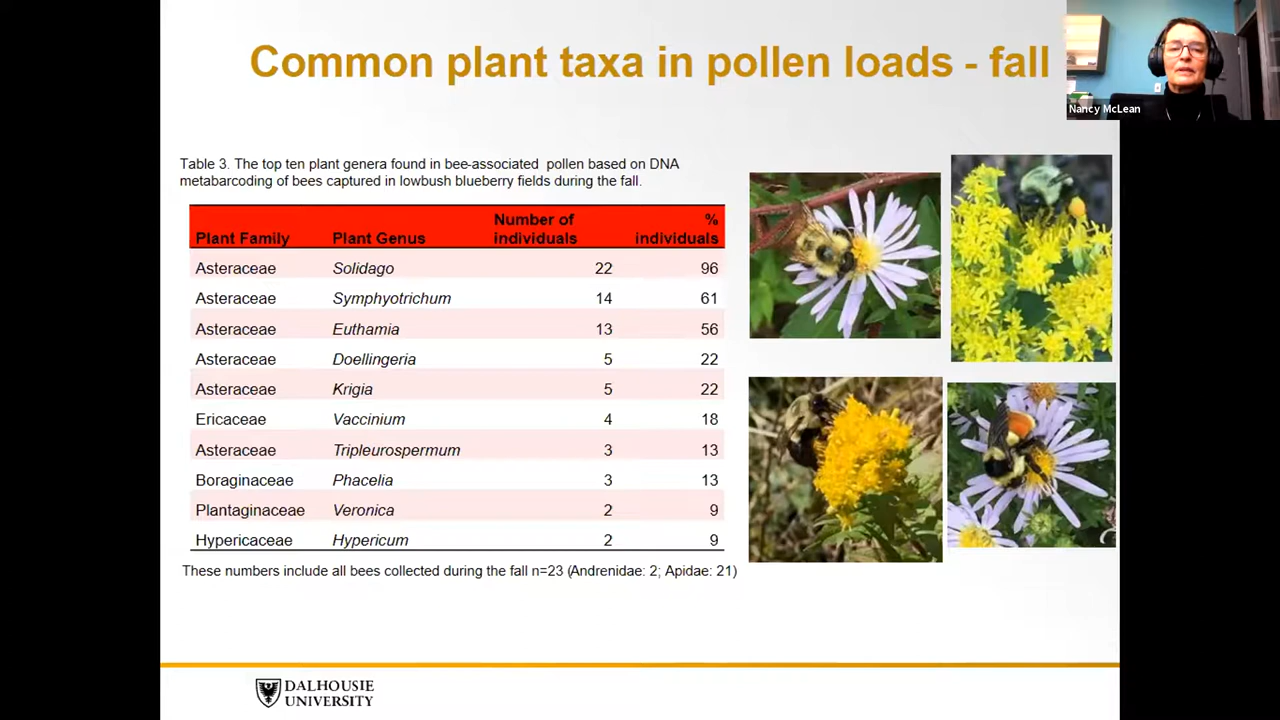 Common plant taxa in pollen loads - fall
Nancy McLean
Table 3. The top ten plant genera found in bee-associated pollen based on DNA
metabarcoding of bees captured in lowbush blueberry fields during the fall.
Plant Family Plant Genus Number of individuals % individuals
Asteraceae Solidago 22 96
Asteraceae Symphyotrichum 14 61
Asteraceae Euthamia 13 56
Asteraceae Doellingeria 5 22
Asteraceae Krigia 5 22
Ericaceae Vaccinium 4 18
Asteraceae Tripleurospermum 3 13
Boraginaceae Phacelia 3 13
Plantaginaceae Veronica 2 9
Hypericaceae Hypericum 2 9
These numbers include all bees collected during the fall n=23 (Andrenidae: 2; Apidae: 21)
DALHOUSIE
UNIVERSITY